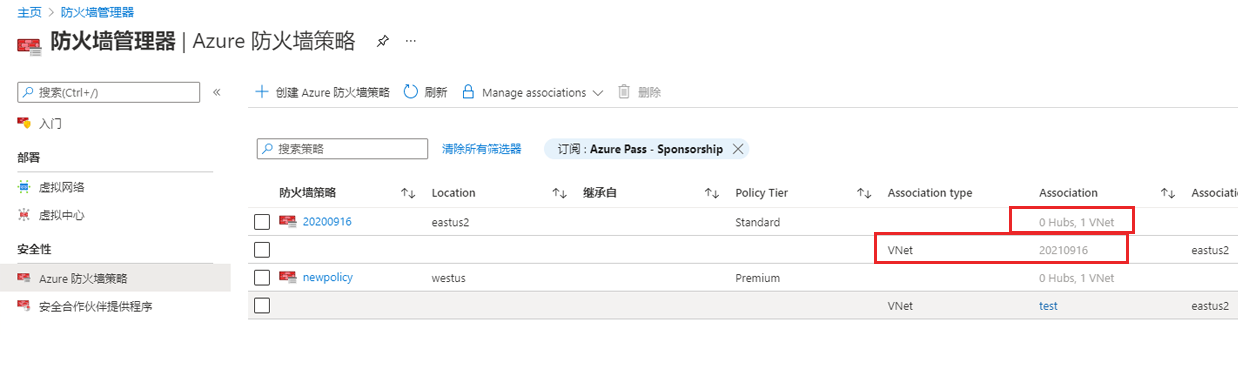 主页 > 防火墙管理器
防火墙管理器 | Azure 防火墙策略 ···
搜索(Ctrl+/) «
入门
部署
虚拟网络
虚拟中心
安全性
Azure 防火墙策略
安全合作伙伴提供程序
+ 创建 Azure 防火墙策略 刷新 Manage associations 删除
搜索策略 清除所有筛选器 订阅 : Azure Pass - Sponsorship ×
防火墙策略 ↑↓ Location ↑↓ 继承自 ↑↓ Policy Tier ↑↓ Association type Association ↑↓ Associati
20200916 eastus2 Standard 0 Hubs, 1 VNet
VNet 20210916 eastus2
newpolicy westus Premium 0 Hubs, 1 VNet
VNet test eastus2